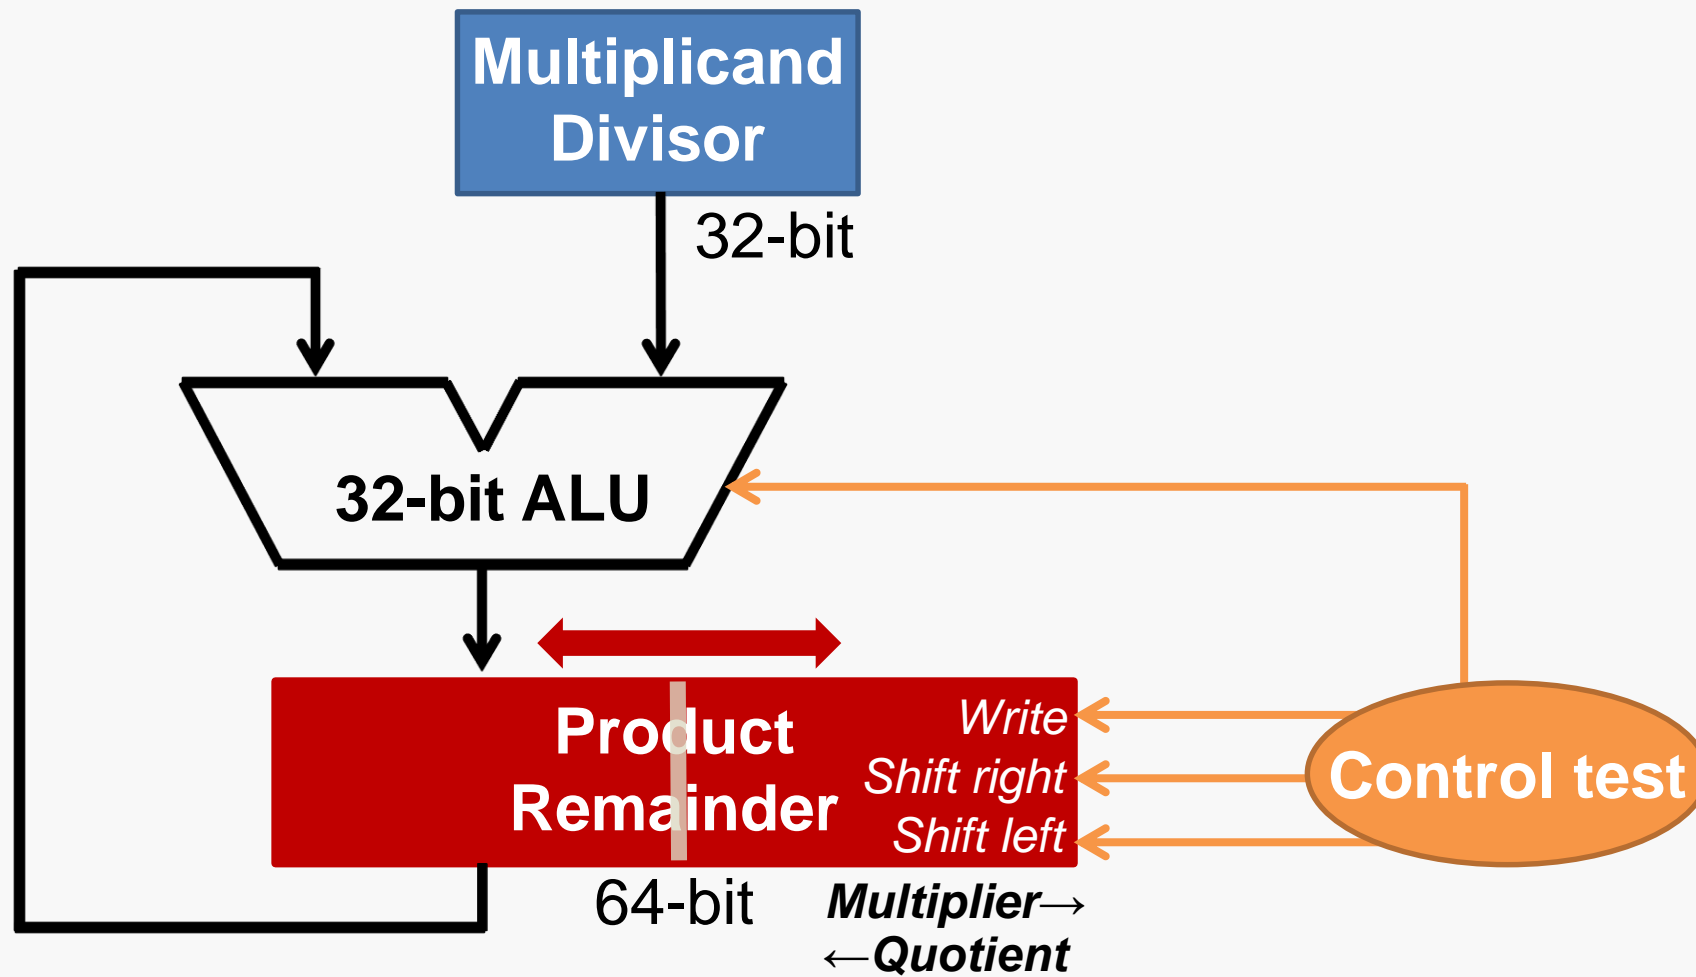 Multiplicand
Divisor
32-bit
32-bit ALU
Product
Remainder
Write
Shift right
Shift left
Control test
64-bit
Multiplier→
←Quotient